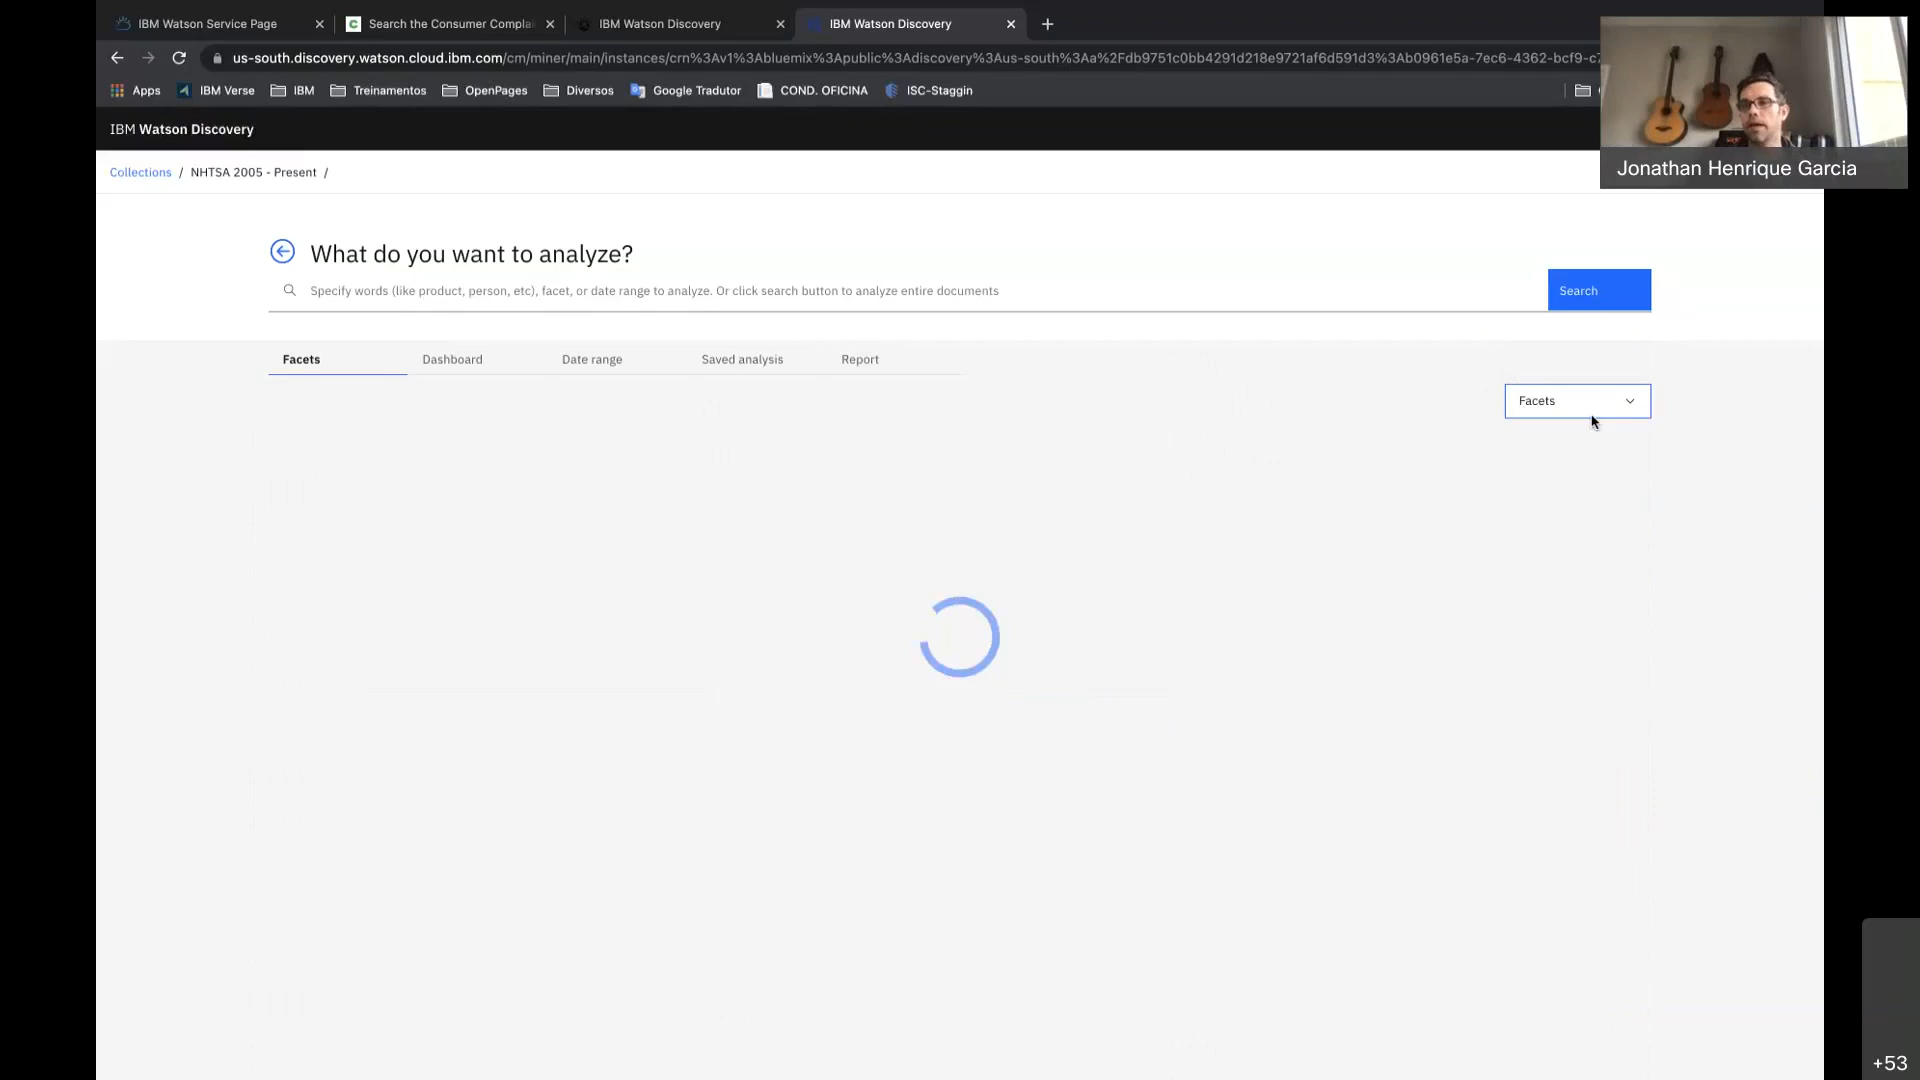 IBM Watson Service Page
Search the Consumer Complai
IBM Watson Discovery
IBM Watson Discovery
us-south.discovery.watson.cloud.ibm.com/cm/miner/main/instances/crn%3Av1%3Abluemix%3Apublic%3Adiscovery%3Aus-south%3Aa%2Fdb9751c0bb4291d218e9721af6d591d3%3Ab0961e5a-7ec6-4362-bcf9-c7
Apps
IBM Verse
IBM
Treinamentos
OpenPages
Diversos
Google Tradutor
COND. OFICINA
ISC-Staggin
Jonathan Henrique Garcia
IBM Watson Discovery
Collections / NHTSA 2005 - Present /
What do you want to analyze?
Specify words (like product, person, etc), facet, or date range to analyze. Or click search button to analyze entire documents
Search
Facets
Dashboard
Date range
Saved analysis
Report
Facets
+53